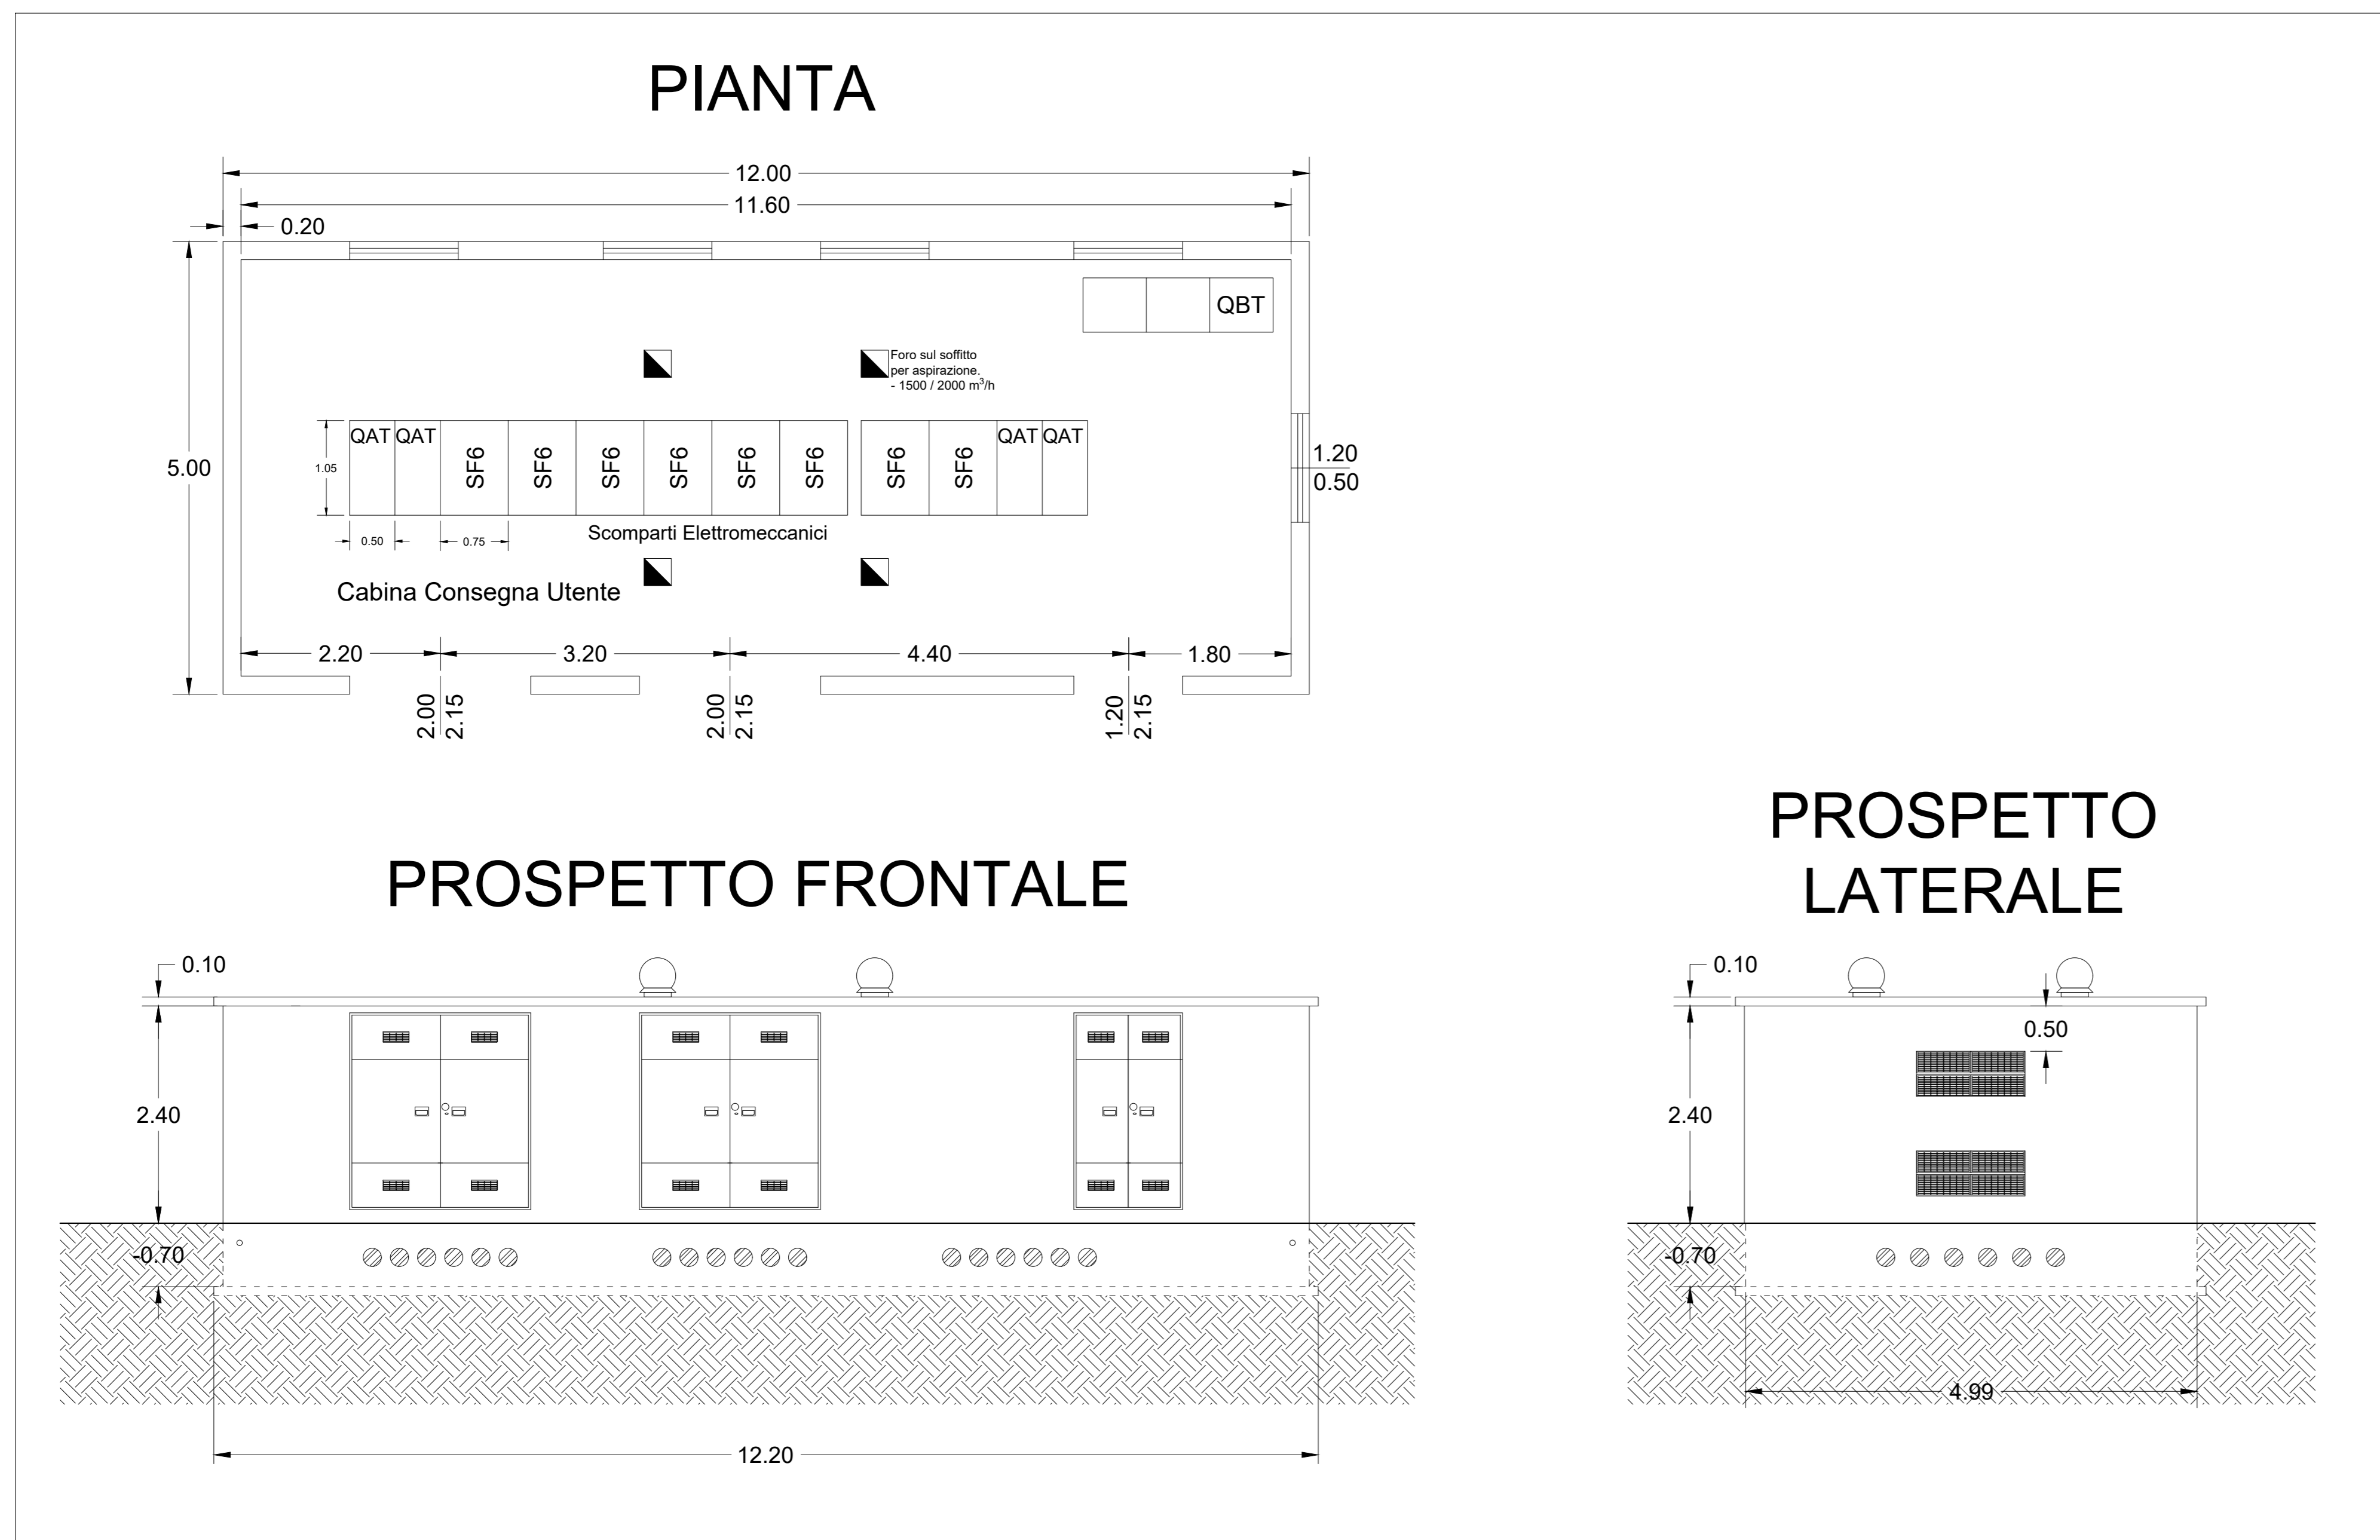 PIANTA
12.00
11.60
0.20
QBT
Foro sul soffitto
per aspirazione.
- 1500 / 2000 m³/h
5.00
1.05
QAT QAT SF6 SF6 SF6 SF6 SF6 SF6 SF6 SF6 QAT QAT
1.20
0.50
0.50
0.75
Scomparti Elettromeccanici
Cabina Consegna Utente
2.20
3.20
4.40
1.80
2.00
2.15
2.00
2.15
1.20
2.15
PROSPETTO FRONTALE
0.10
2.40
-0.70
12.20
PROSPETTO
LATERALE
0.10
0.50
2.40
-0.70
4.99